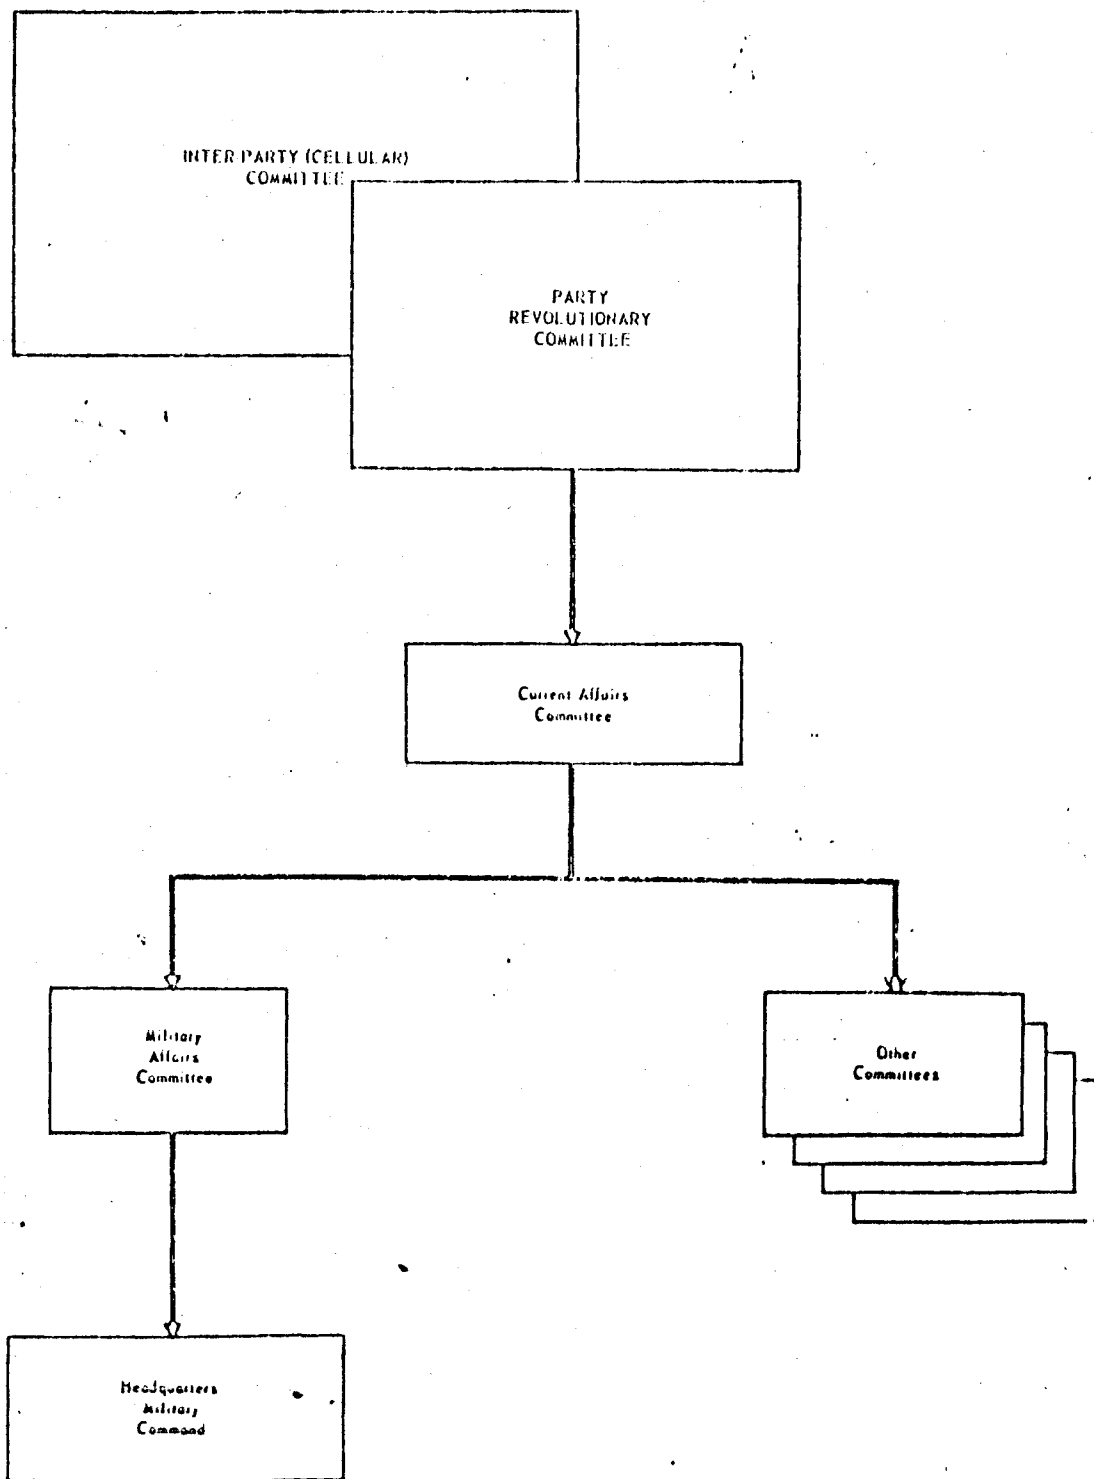 INTER-PARTY (CELLULAR)
COMMITTEE
PARTY
REVOLUTIONARY
COMMITTEE
Current Affairs
Committee
Military
Affairs
Committee
Other
Committees
Headquarters
Military
Command